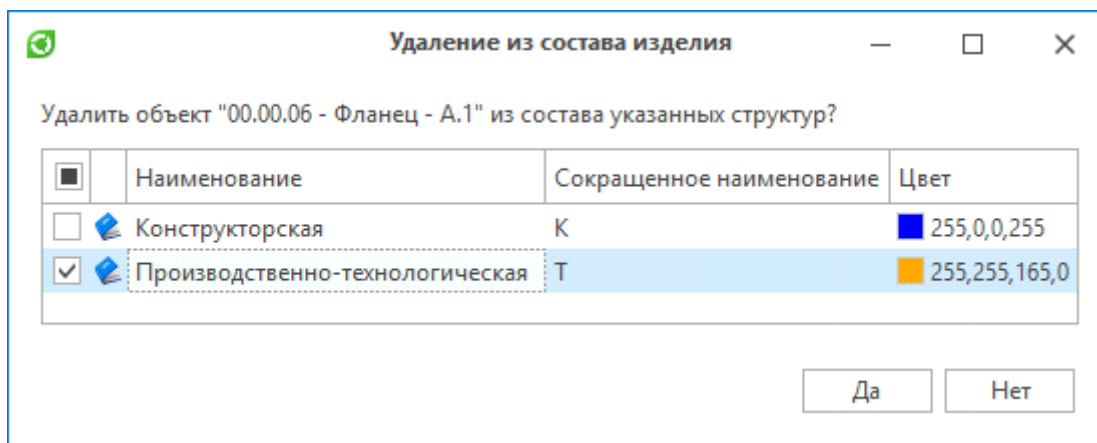 Удаление из состава изделия
Удалить объект "00.00.06 - Фланец - А.1" из состава указанных структур?
Наименование Сокращенное наименование Цвет
Конструкторская К 255,0,0,255
Производственно-технологическая Т 255,255,165,0
Да Нет